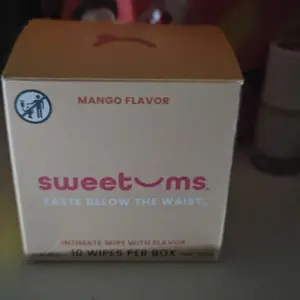 MANGO FLAVOR
sweetums
TASTE BELOW THE WAIST
INTIMATE WIPE WITH FLAVOR
10 WIPES PER BOX